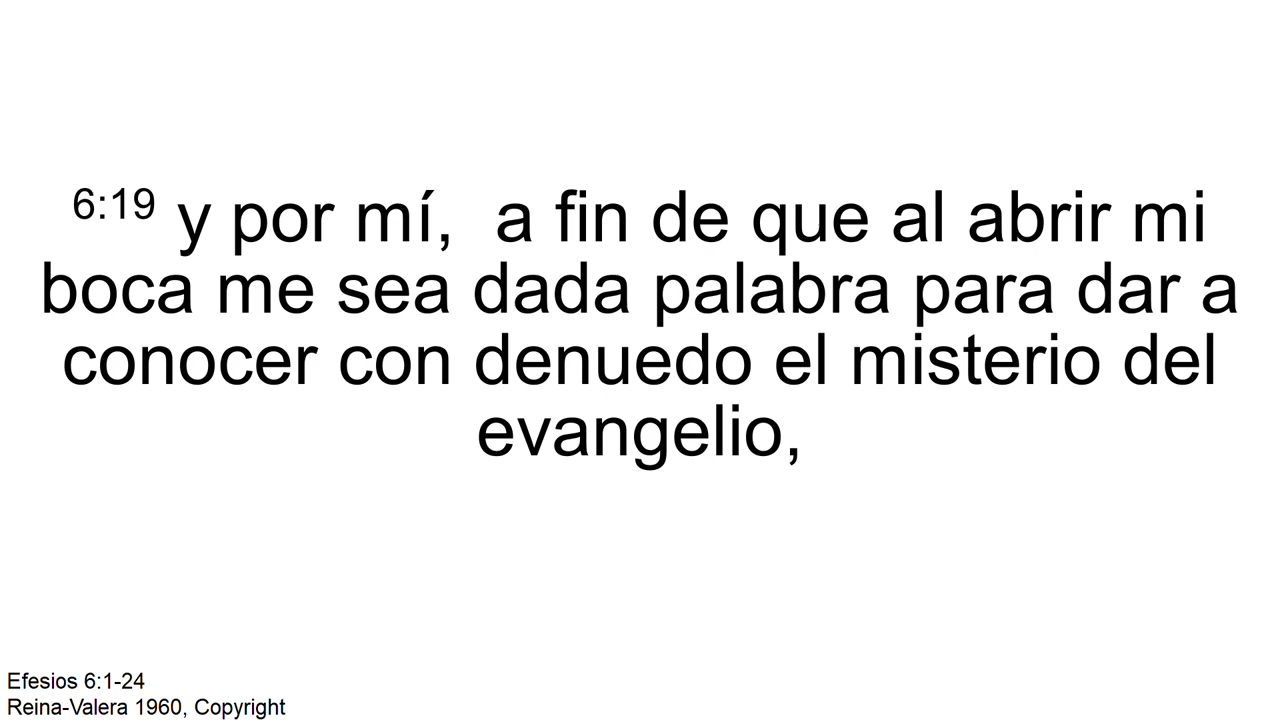 6:19 y por mí,  a fin de que al abrir mi
boca me sea dada palabra para dar a
conocer con denuedo el misterio del
evangelio,
Efesios 6:1-24
Reina-Valera 1960, Copyright